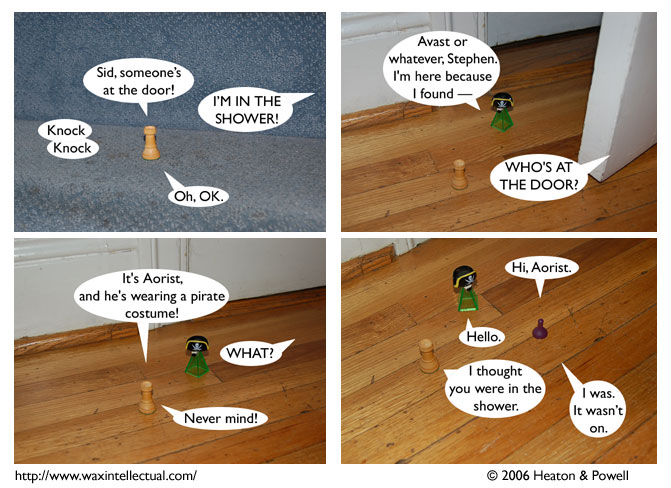 Sid, someone's
at the door!
I'M IN THE
SHOWER!
Knock
Knock
Oh, OK.
Avast or
whatever, Stephen.
I'm here because
I found —
WHO'S AT
THE DOOR?
It's Aorist,
and he's wearing a pirate
costume!
WHAT?
Never mind!
Hi, Aorist.
Hello.
I thought
you were in the
shower.
I was.
It wasn't
on.
http://www.waxintellectual.com/
© 2006 Heaton & Powell